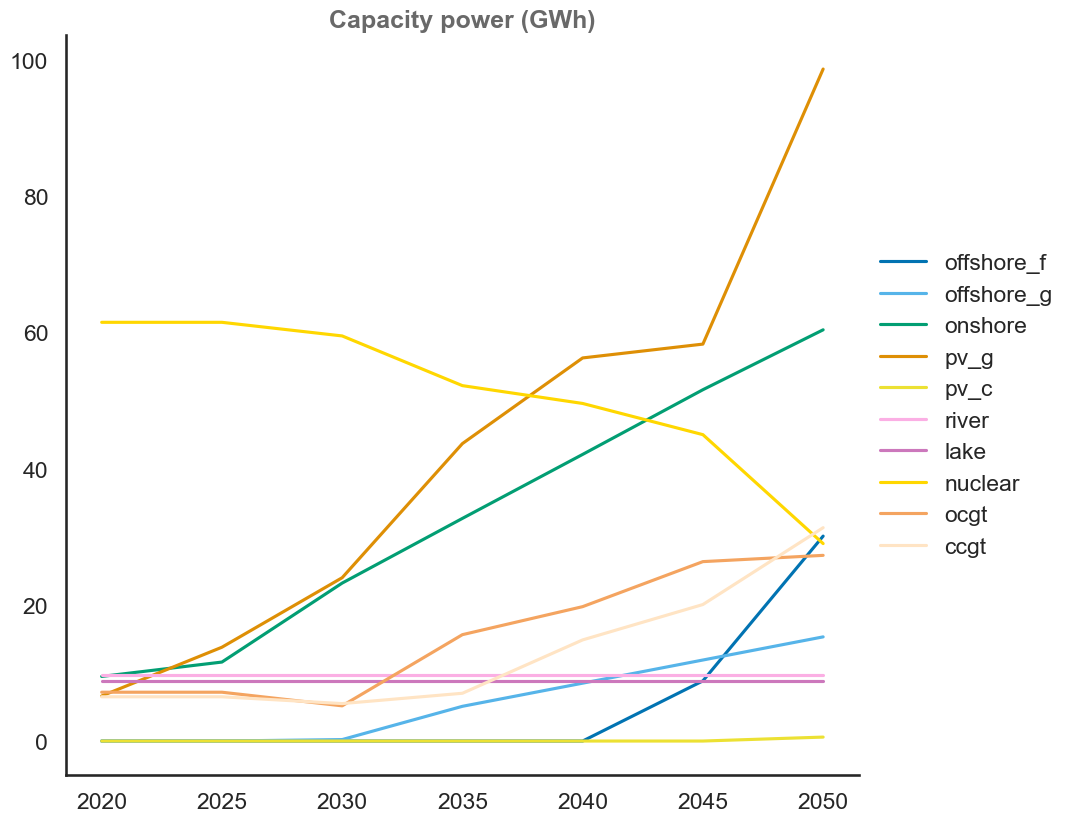 Capacity power (GWh)
100
80
60
40
20
0
2020 2025 2030 2035 2040 2045 2050
offshore_f
offshore_g
onshore
pv_g
pv_c
river
lake
nuclear
ocgt
ccgt